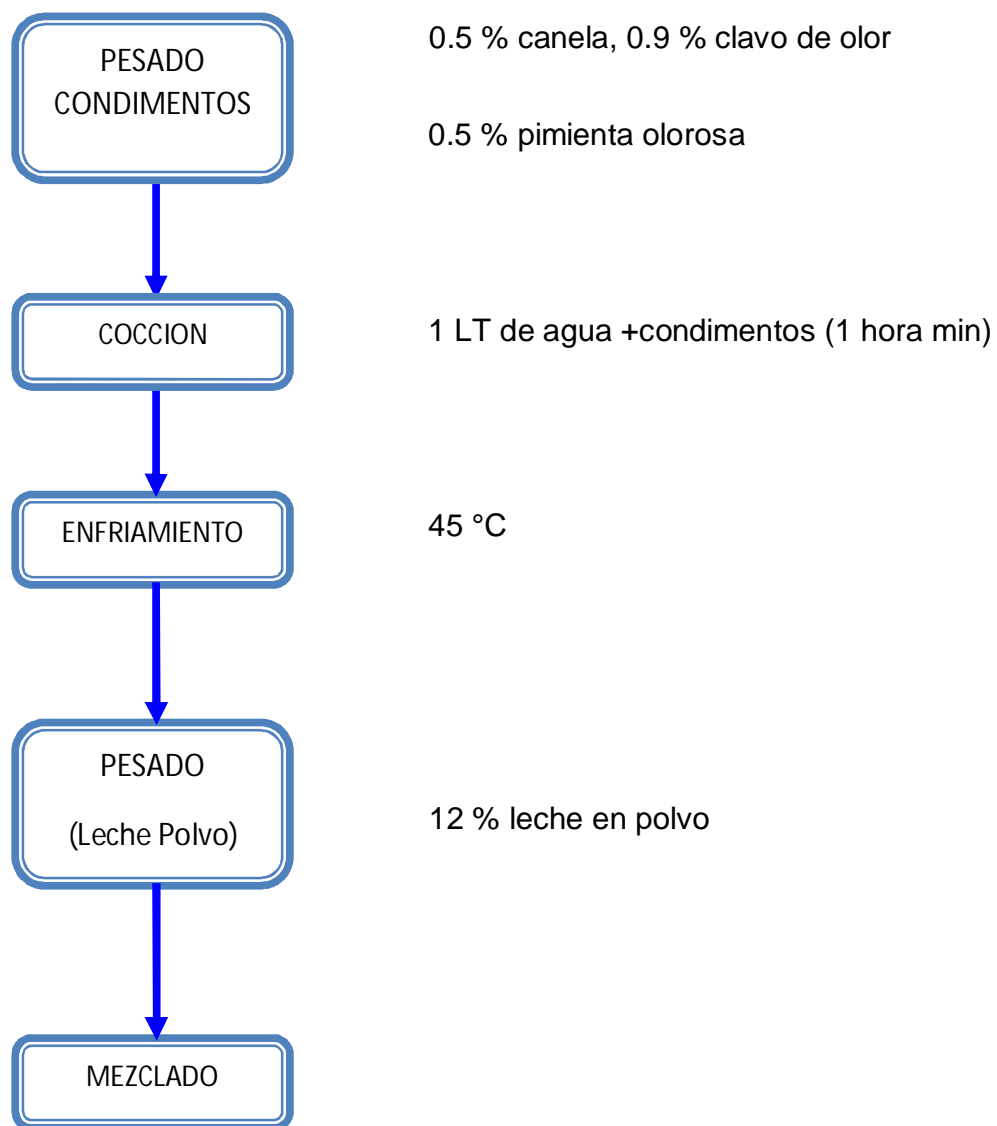 PESADO
CONDIMENTOS
0.5 % canela, 0.9 % clavo de olor
0.5 % pimienta olorosa
COCCION
1 LT de agua +condimentos (1 hora min)
ENFRIAMIENTO
45 °C
PESADO
(Leche Polvo)
12 % leche en polvo
MEZCLADO